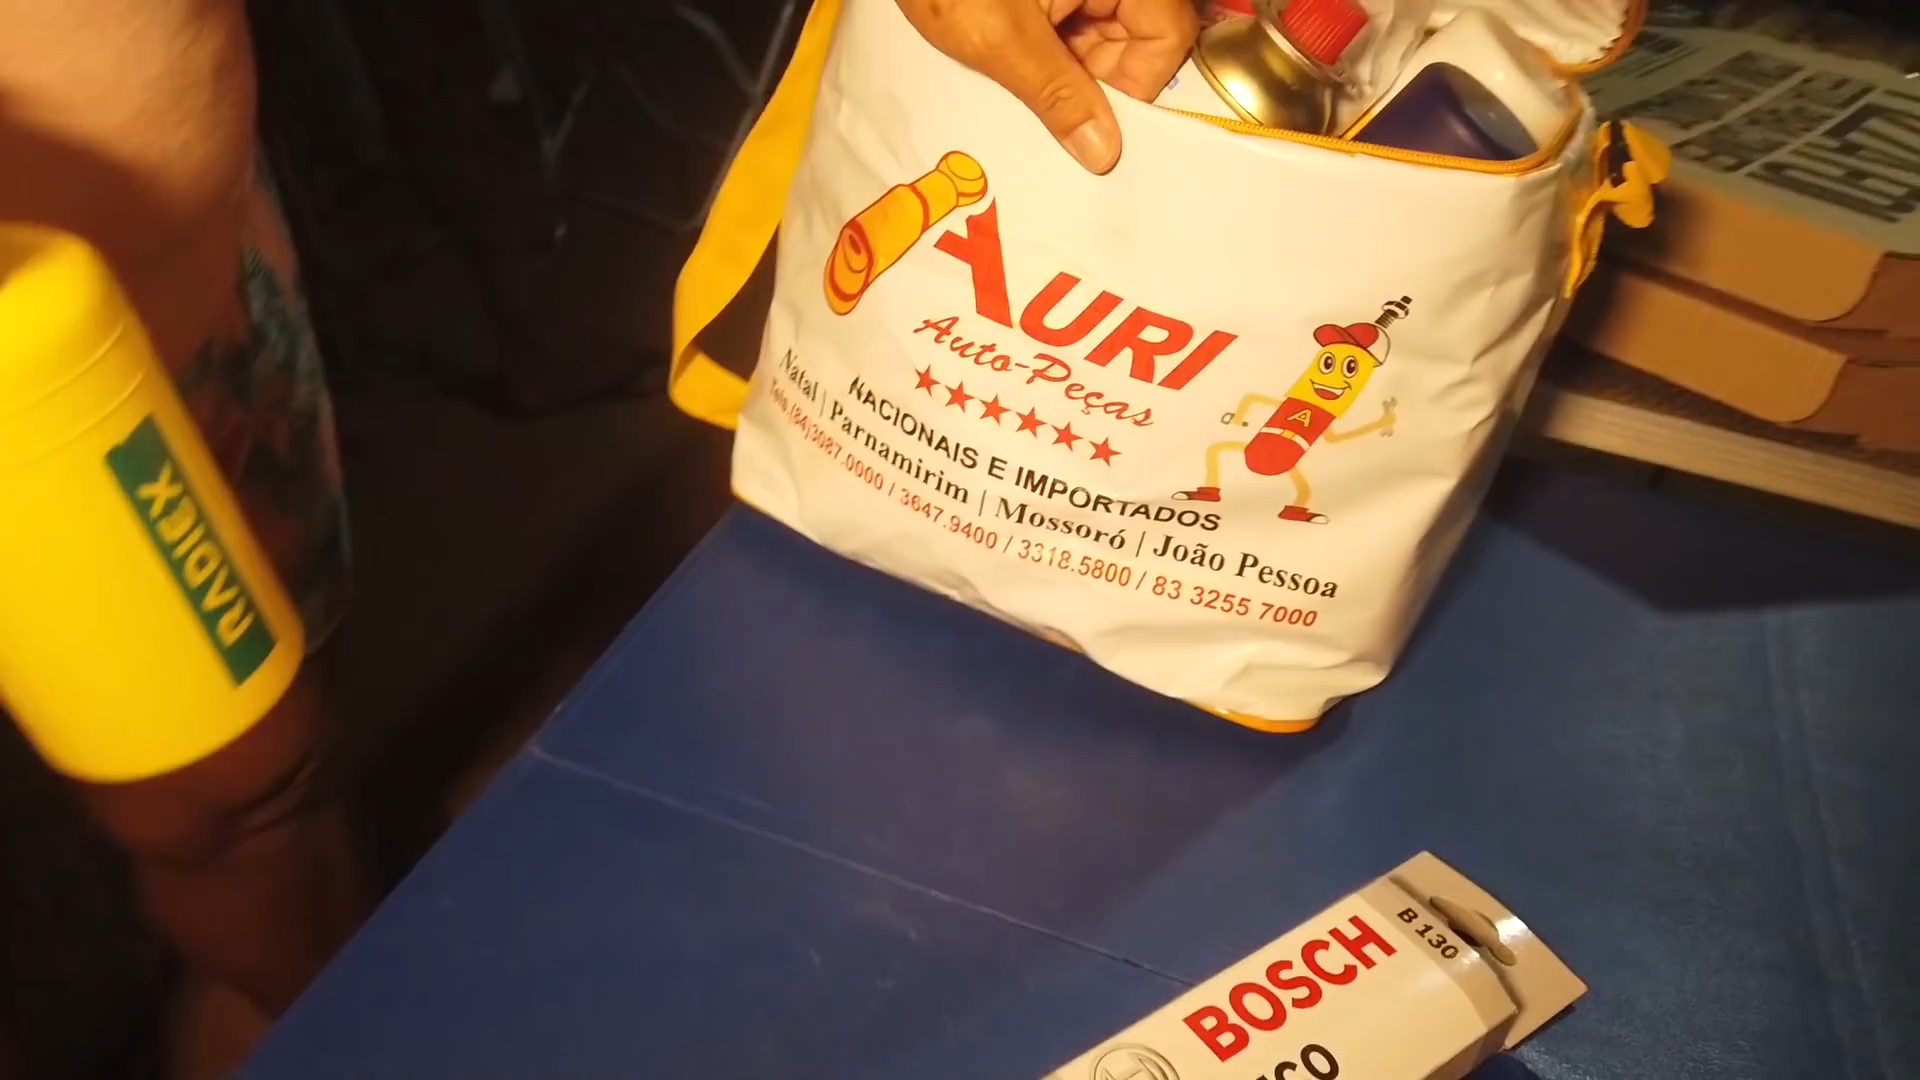 AURI
Auto-Peças
NACIONAIS E IMPORTADOS
Natal | Parnamirim | Mossoró | João Pessoa
Tels.(84)3087.0000 / 3647.9400 / 3318.5800 / 83 3255 7000
A
RADIEX
BOSCH
B 130